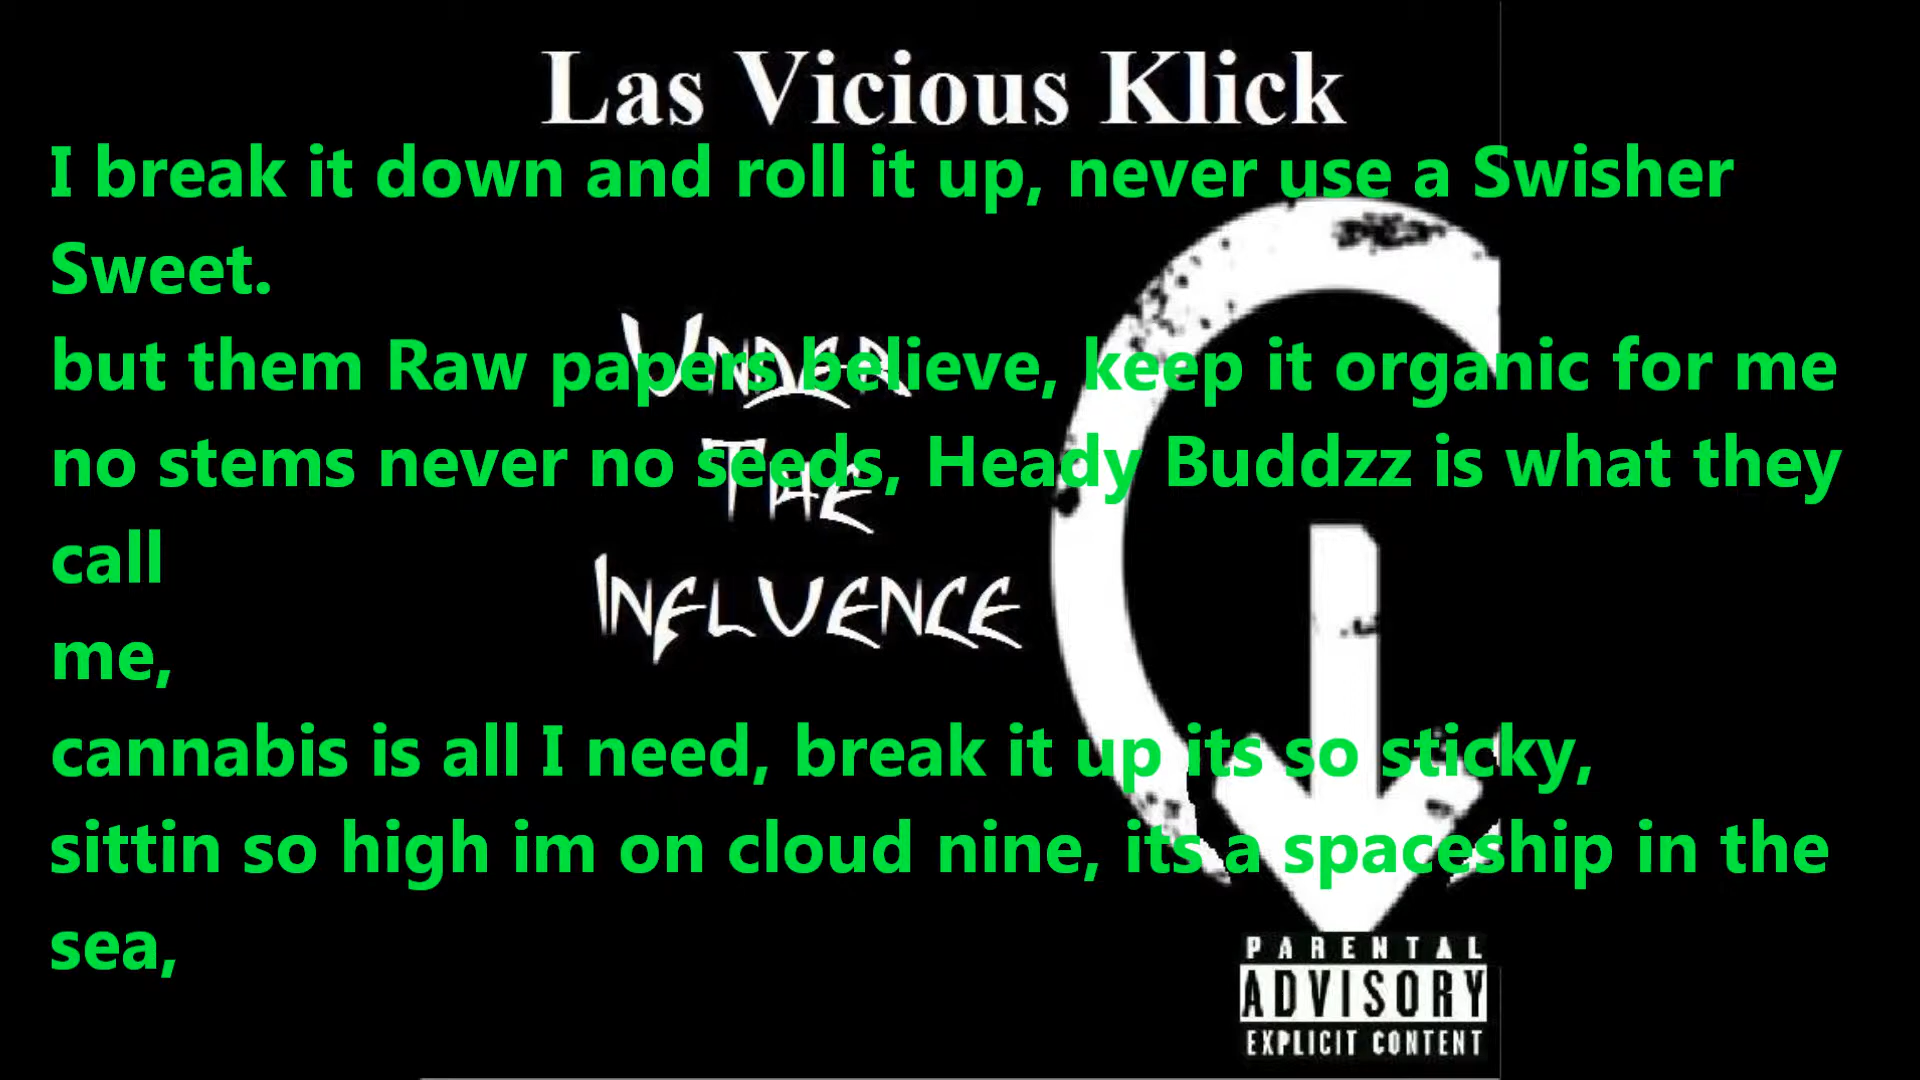 Las Vicious Klick
I break it down and roll it up, never use a Swisher
Sweet.
but them Raw papers believe, keep it organic for me
no stems never no seeds, Heady Buddzz is what they
call
me,
cannabis is all I need, break it up its so sticky,
sittin so high im on cloud nine, its a spaceship in the
sea,
Under
The
Influence
PARENTAL
ADVISORY
EXPLICIT CONTENT